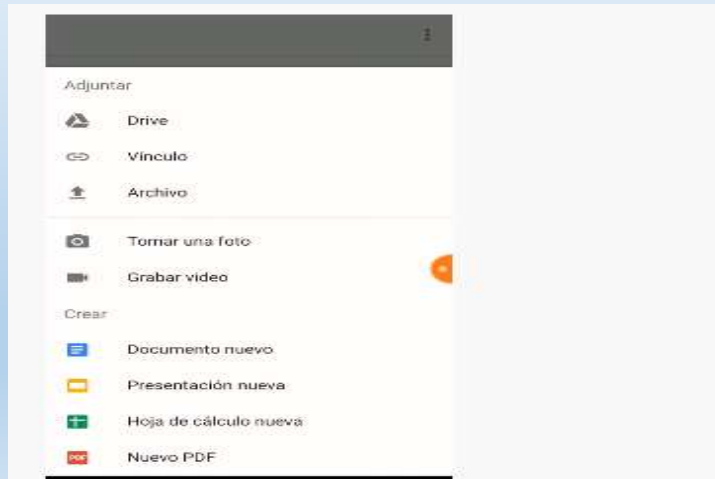 Adjuntar
Drive
Vínculo
Archivo
Tomar una foto
Grabar video
Crear
Documento nuevo
Presentación nueva
Hoja de cálculo nueva
PDF Nuevo PDF